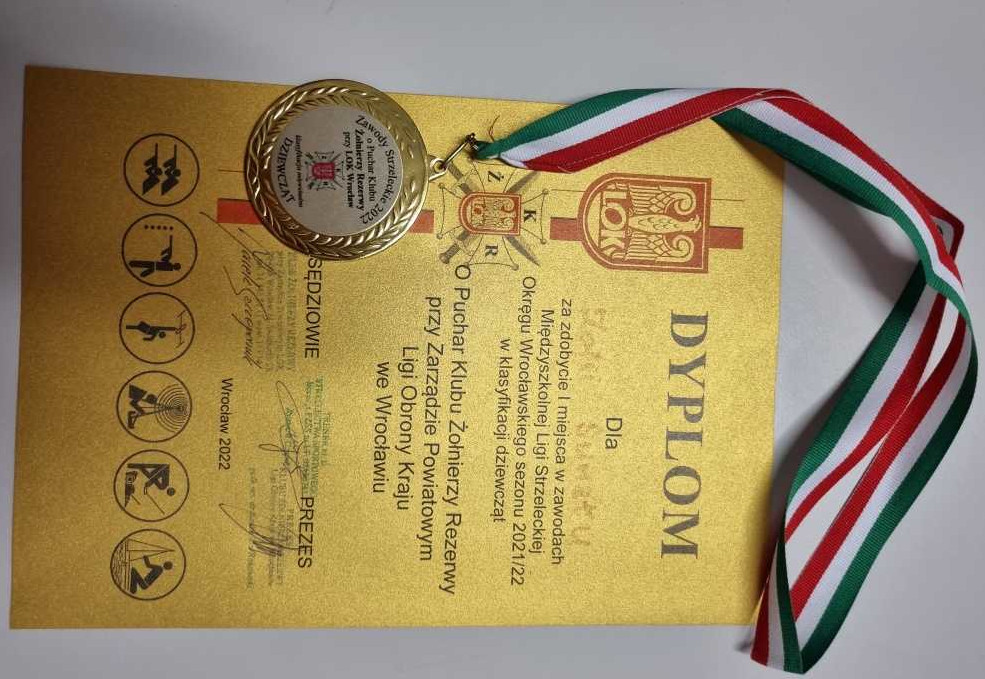 LOK
Ż
K
R
DYPLOM
Dla
za zdobycie I miejsca w zawodach
Międzyszkolnej Ligi Strzeleckiej
Okręgu Wrocławskiego sezonu 2021/22
w klasyfikacji dziewcząt
O Puchar Klubu Żołnierzy Rezerwy
przy Zarządzie Powiatowym
Ligi Obrony Kraju
we Wrocławiu
SĘDZIOWIE
PREZES
Wrocław 2022
Zawody Strzeleckie 2022
o Puchar Klubu
Żołnierzy Rezerwy
przy LOK Wrocław
klasyfikacja indywidualna
DZIEWCZĄT